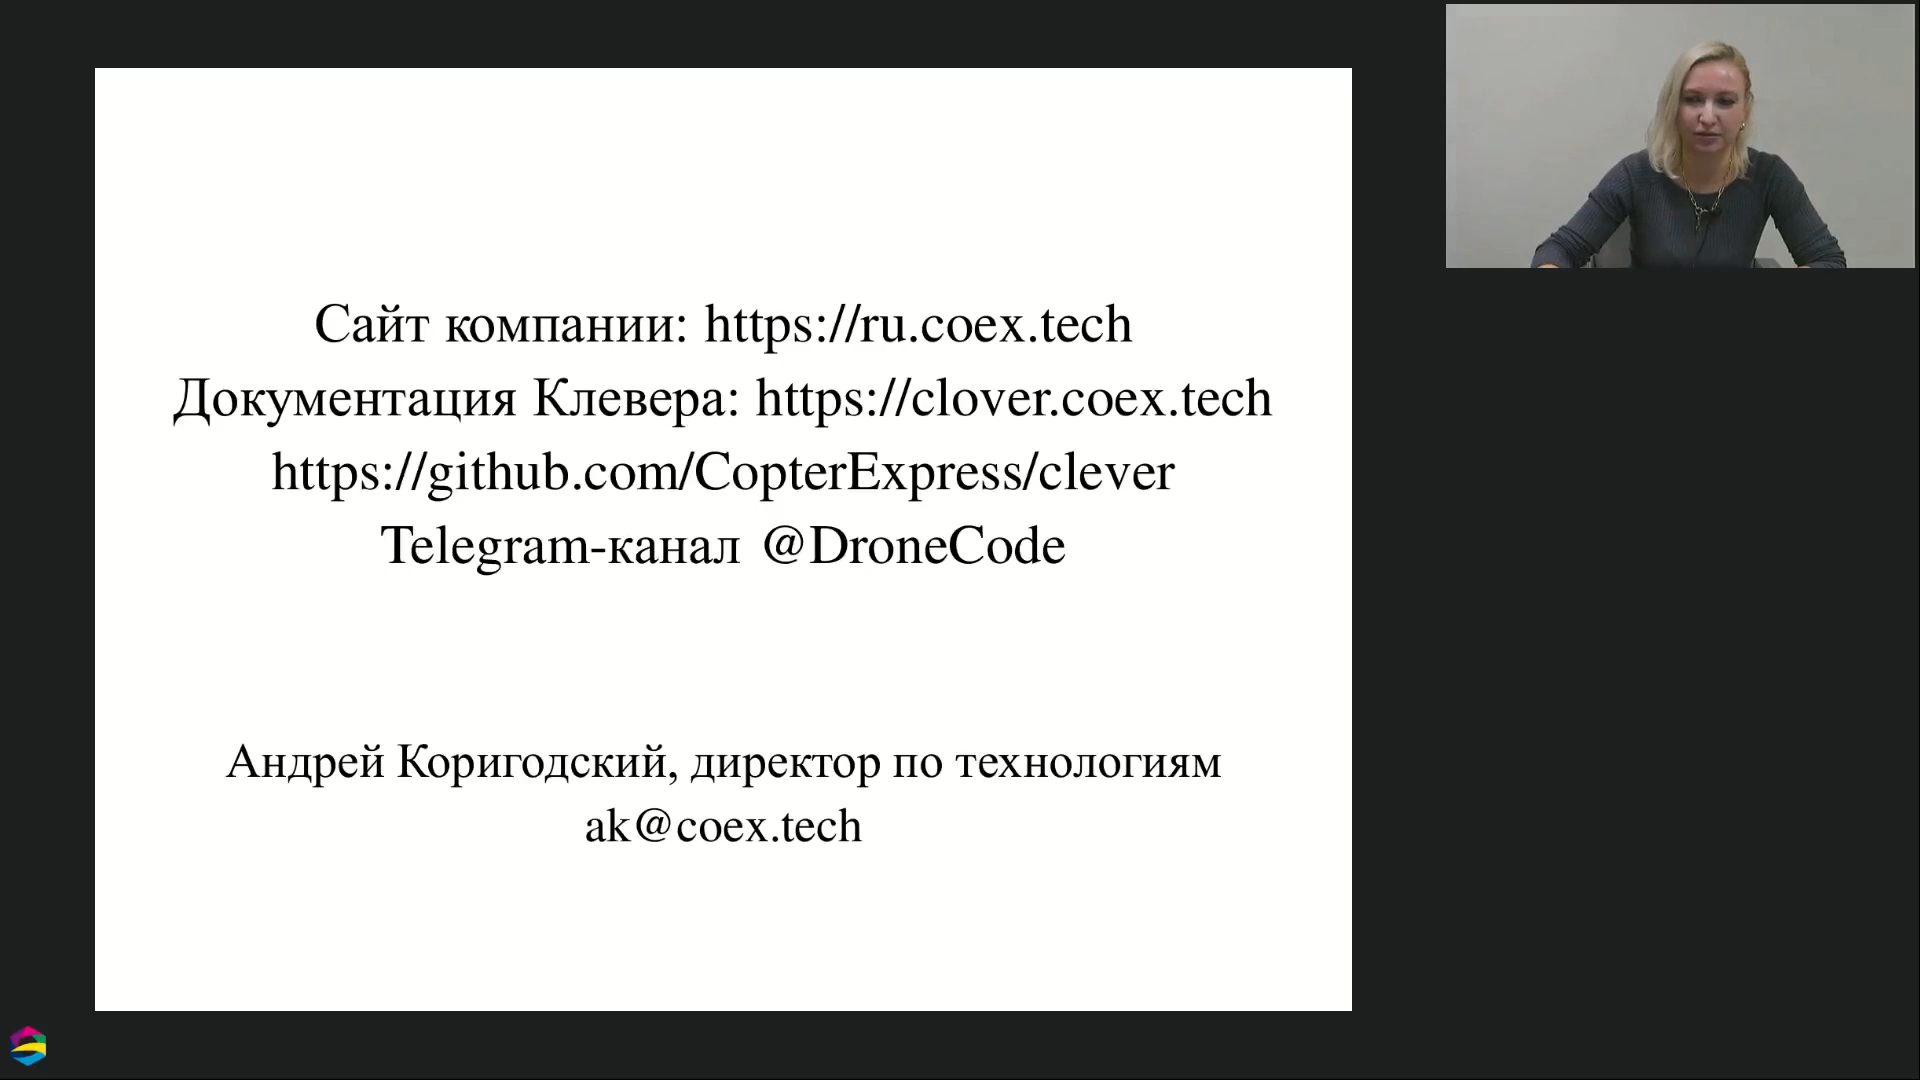 Сайт компании: https://ru.coex.tech
Документация Клевера: https://clover.coex.tech
https://github.com/CopterExpress/clever
Telegram-канал @DroneCode
Андрей Коригодский, директор по технологиям
ak@coex.tech